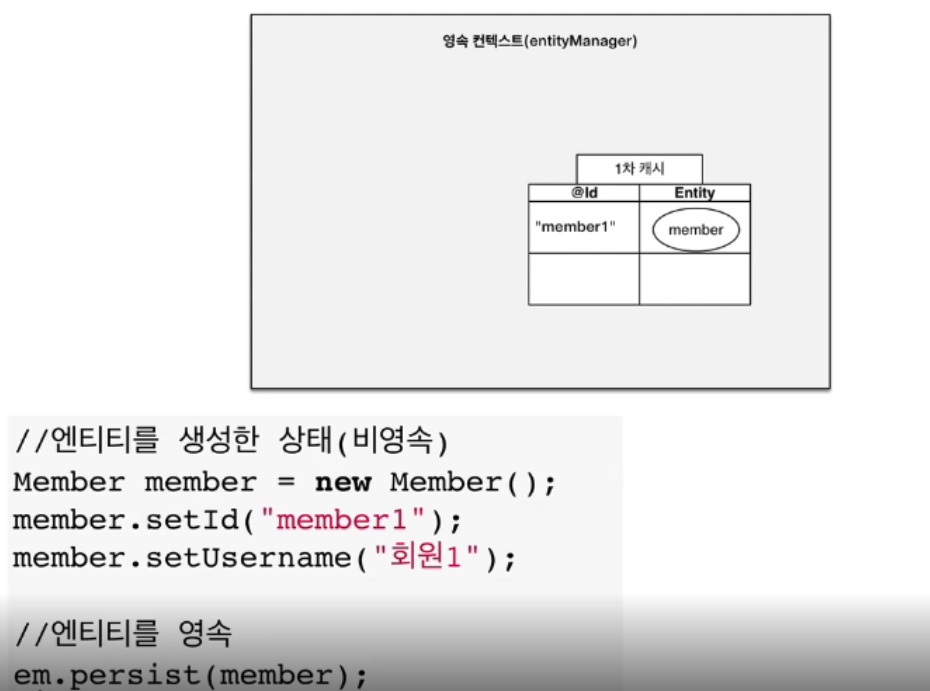 영속 컨텍스트(entityManager)
1차 캐시
@Id Entity
"member1" member
//엔티티를 생성한 상태(비영속)
Member member = new Member();
member.setId("member1");
member.setUsername("회원1");
//엔티티를 영속
em.persist(member);